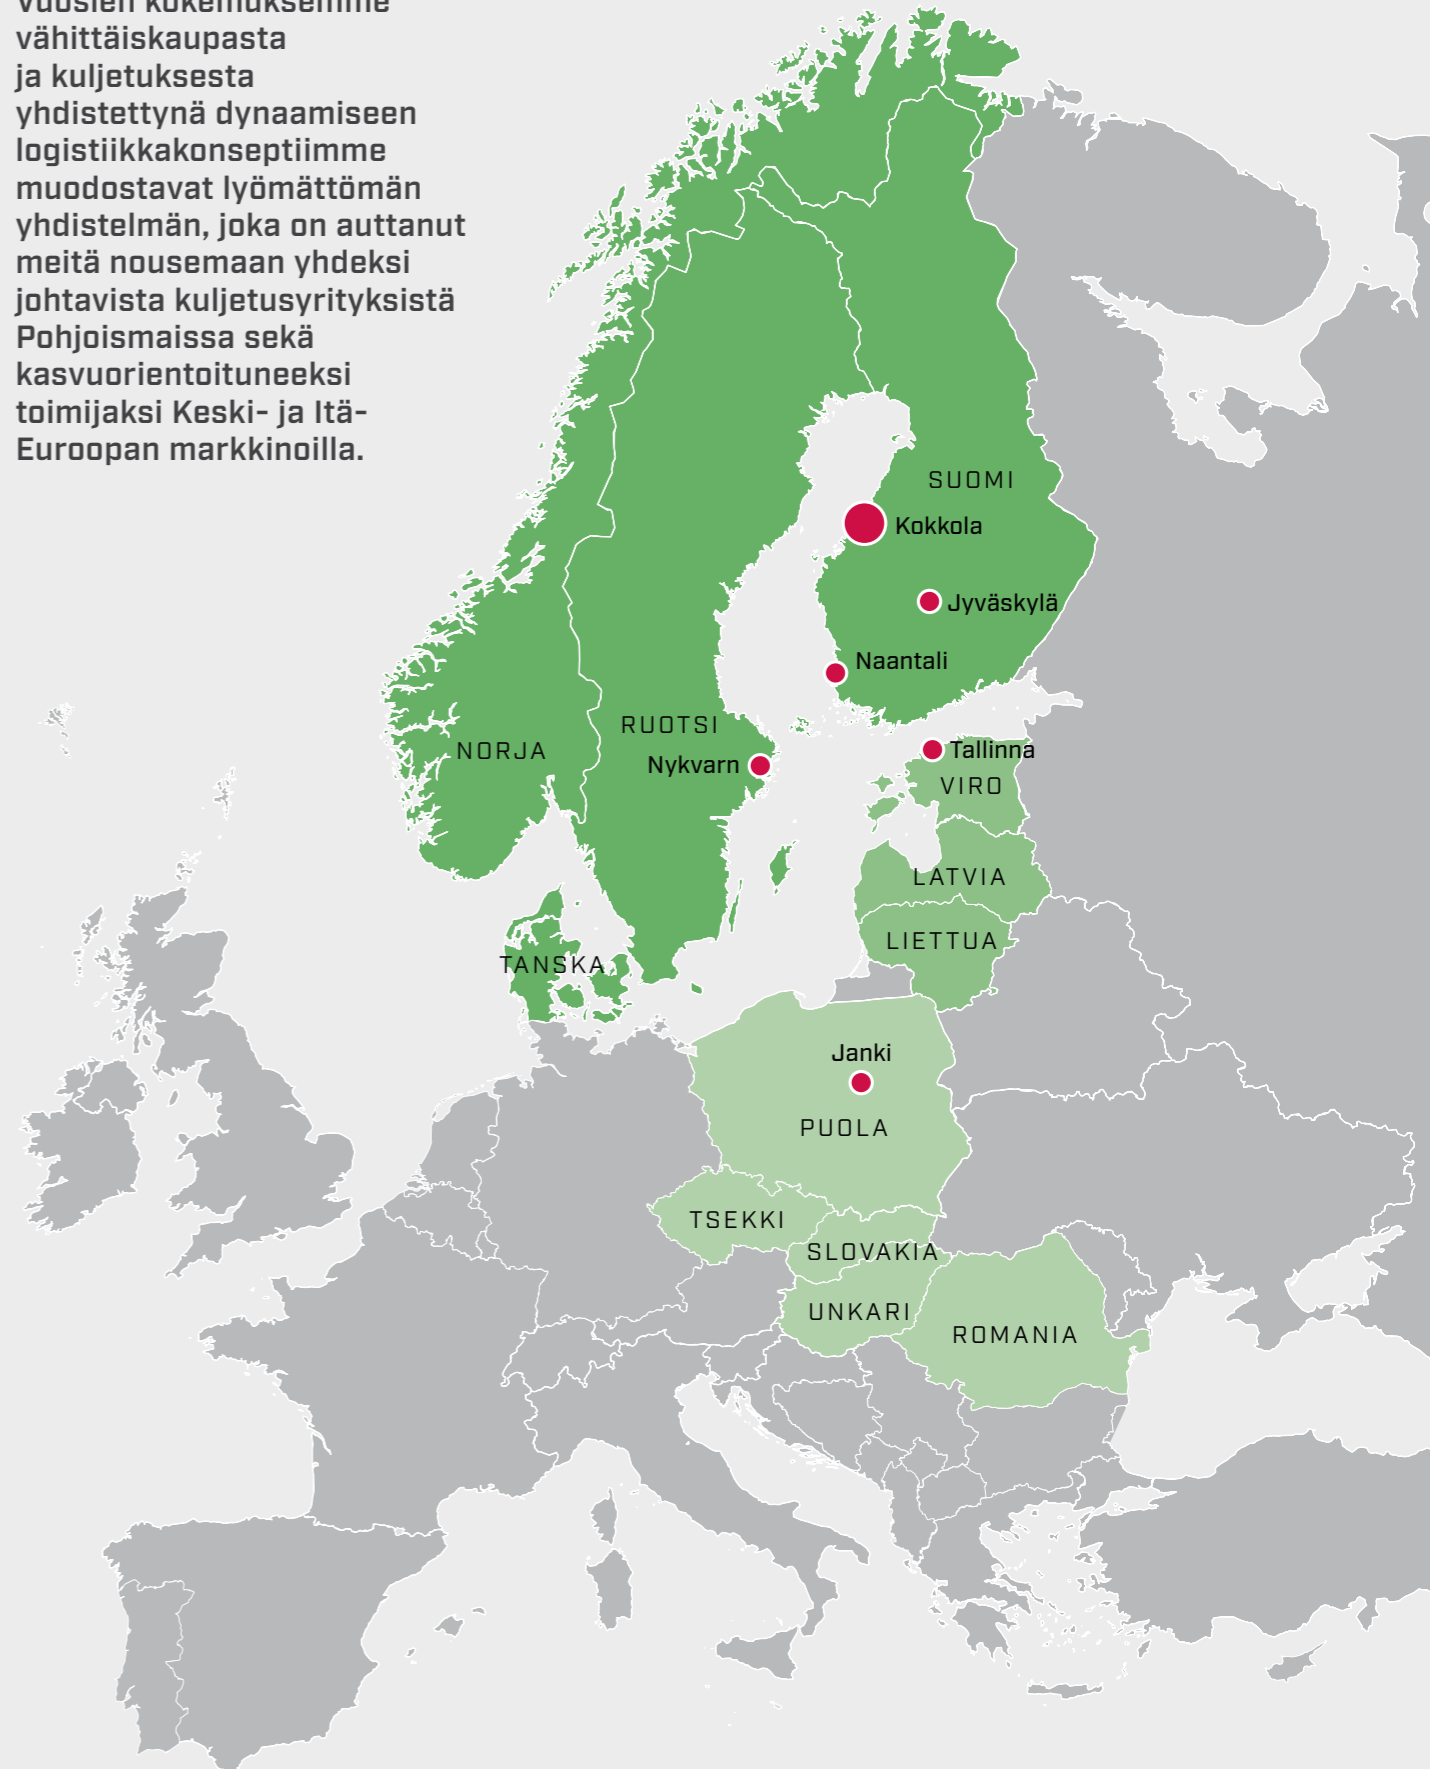 Vuosien kokemuksemme
vähittäiskaupasta
ja kuljetuksesta
yhdistettynä dynaamiseen
logistiikkakonseptiimme
muodostavat lyömättömän
yhdistelmän, joka on auttanut
meitä nousemaan yhdeksi
johtavista kuljetusyrityksistä
Pohjoismaissa sekä
kasvuorientoituneeksi
toimijaksi Keski- ja Itä-
Euroopan markkinoilla.
SUOMI
Kokkola
Jyväskylä
Naantali
RUOTSI
NORJA
Nykvarn
Tallinna
VIRO
LATVIA
LIETTUA
TANSKA
Janki
PUOLA
TSEKKI
SLOVAKIA
UNKARI
ROMANIA